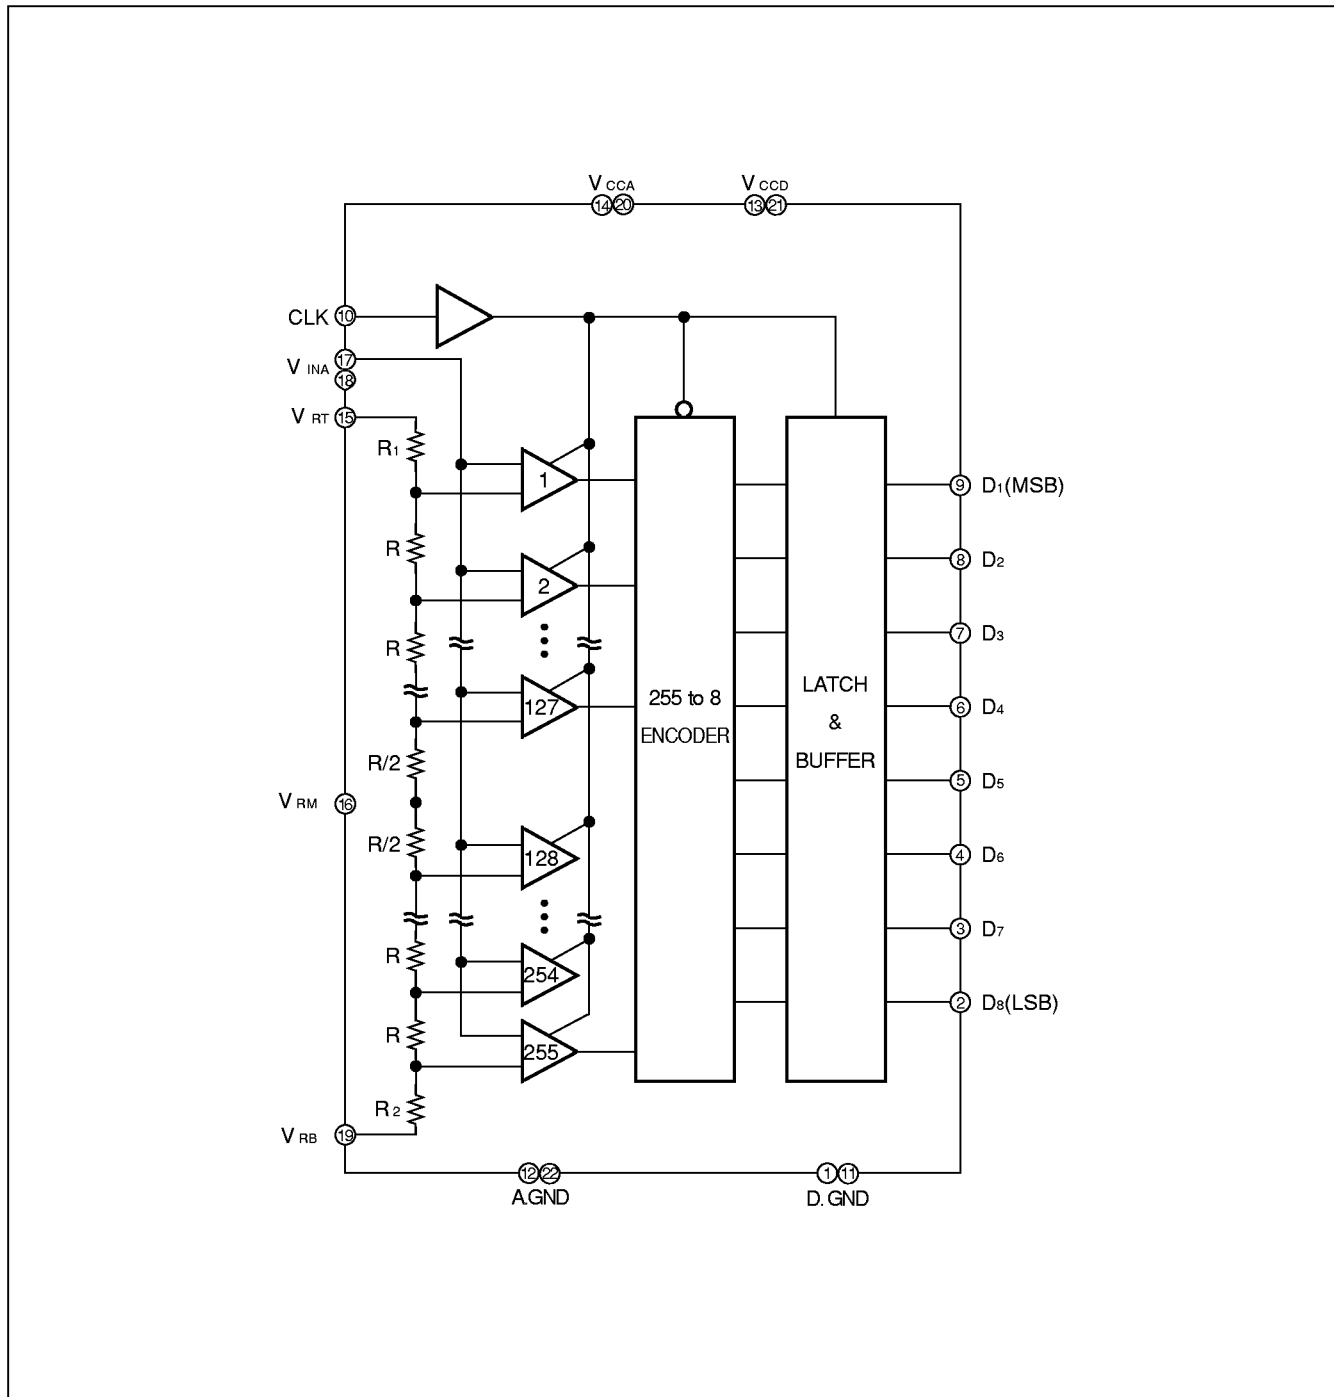 V CCA
V CCD
14 20
13 21
CLK 10
17
V INA
18
V RT 15
R1
1
9 D1(MSB)
R
8 D2
2
7 D3
R
255 to 8
ENCODER
LATCH
&
BUFFER
127
6 D4
R/2
5 D5
V RM 16
R/2
128
4 D6
3 D7
R
254
2 D8(LSB)
R
255
R2
V RB 19
12 22
1 11
A.GND
D. GND